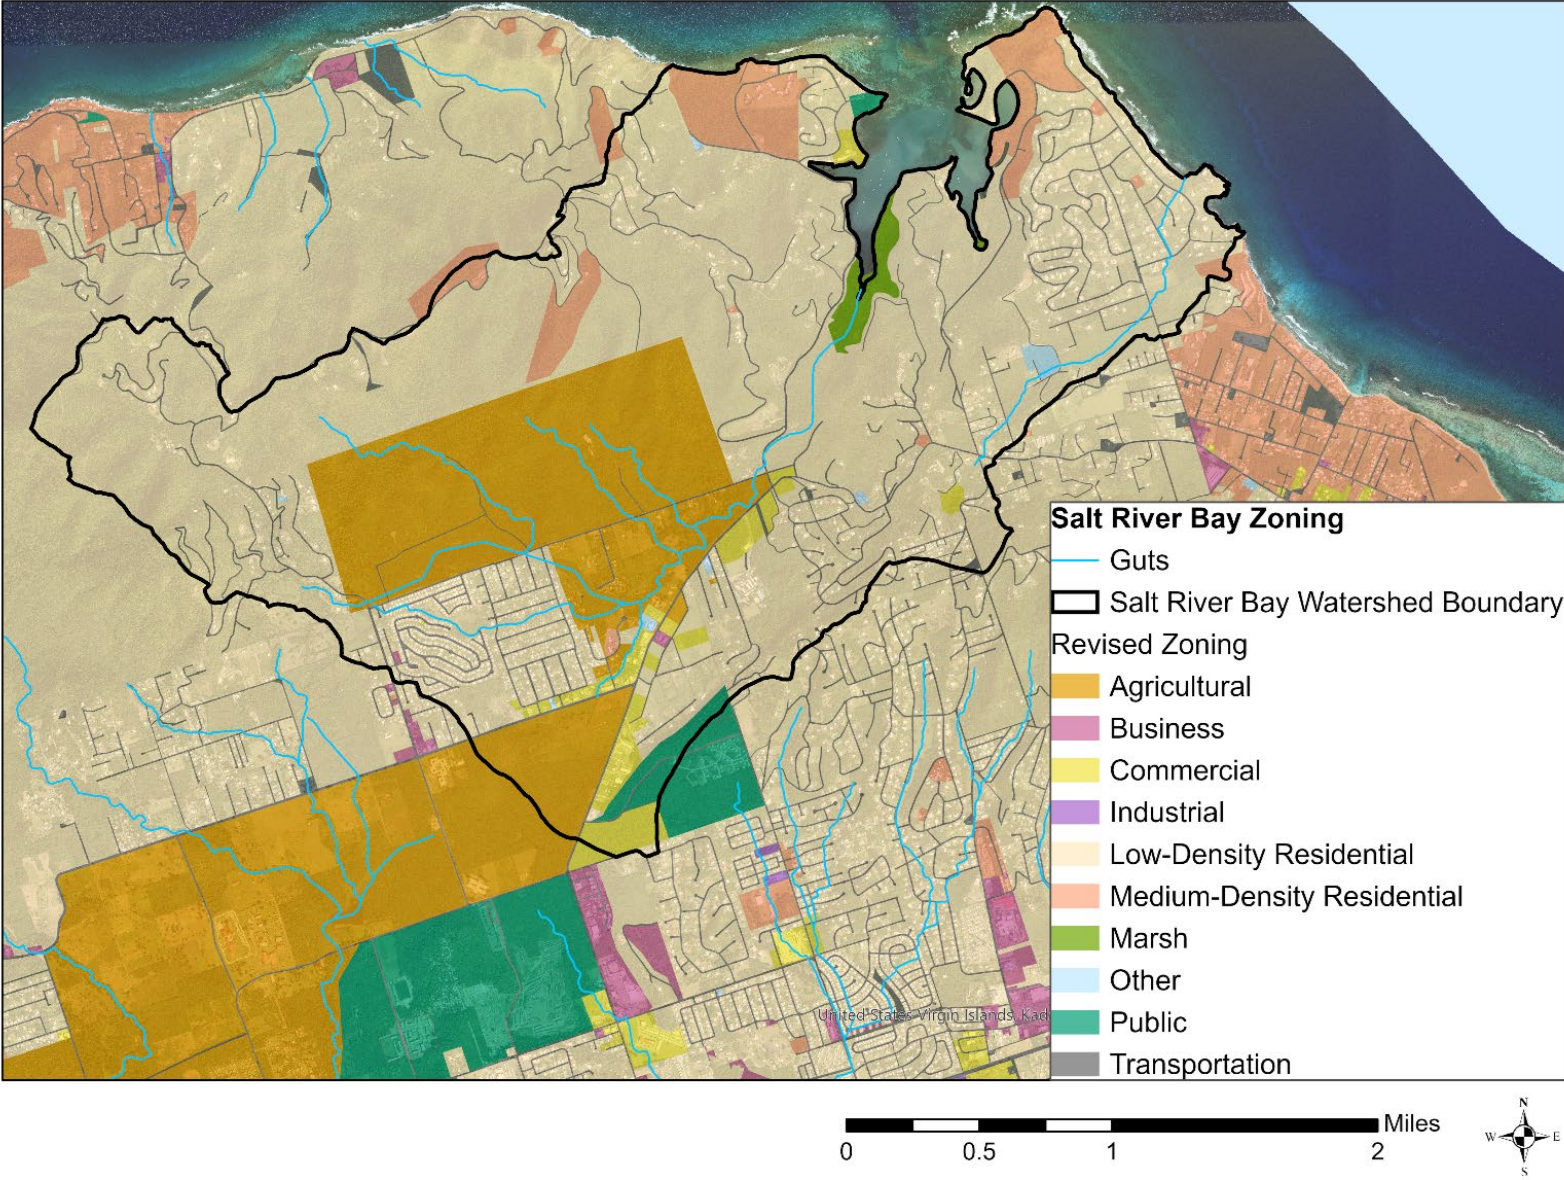 Salt River Bay Zoning
Guts
Salt River Bay Watershed Boundary
Revised Zoning
Agricultural
Business
Commercial
Industrial
Low-Density Residential
Medium-Density Residential
Marsh
Other
Public
United States Virgin Islands, Kad
Transportation
Miles
0 0.5 1 2
N
W E
S